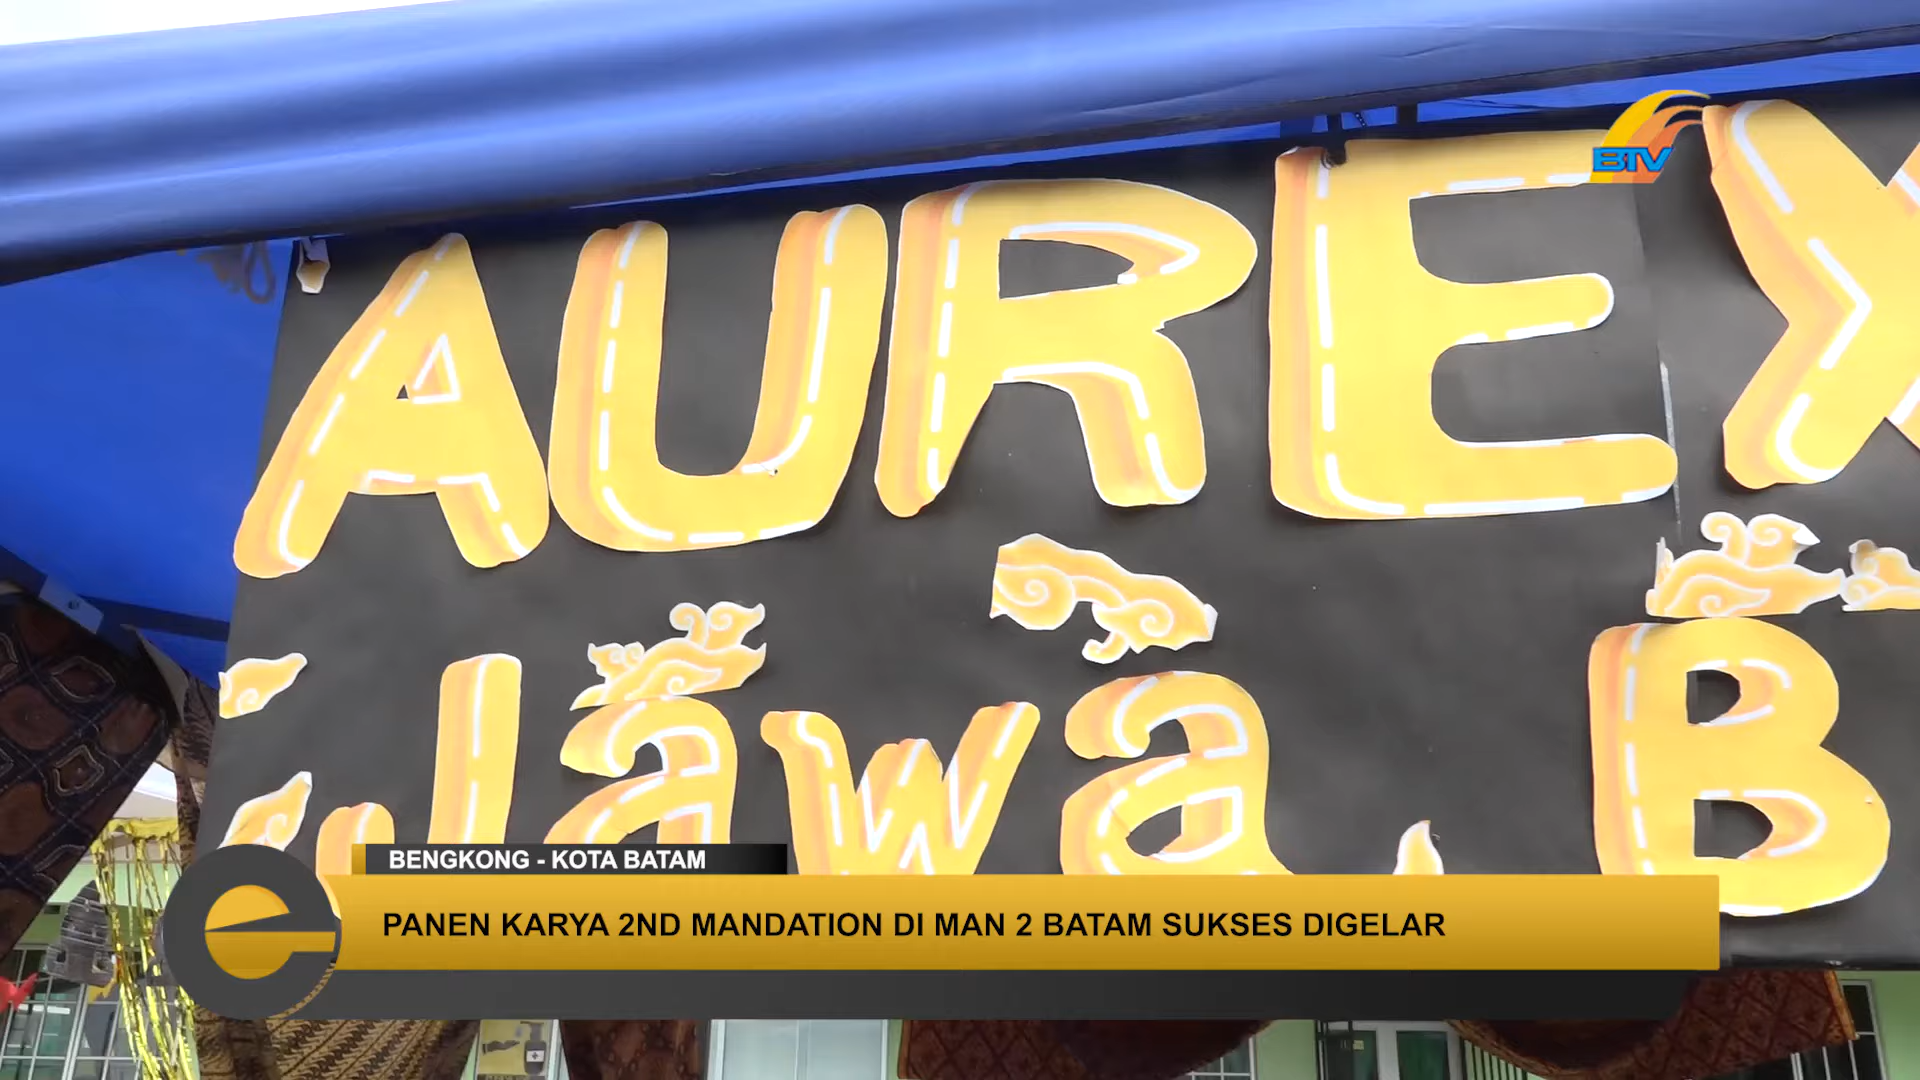 BTV
AUREX
Jawa B
BENGKONG - KOTA BATAM
PANEN KARYA 2ND MANDATION DI MAN 2 BATAM SUKSES DIGELAR